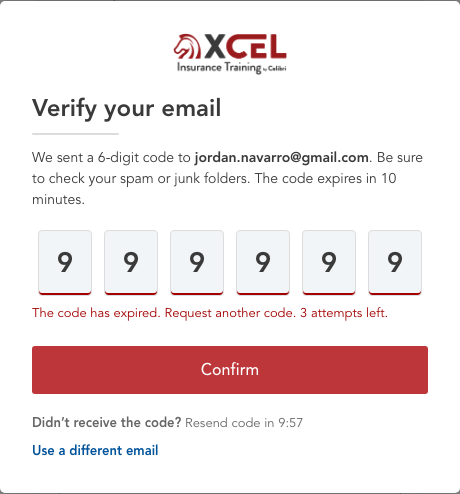 XCEL
Insurance Training by Colibri
Verify your email
We sent a 6-digit code to jordan.navarro@gmail.com. Be sure
to check your spam or junk folders. The code expires in 10
minutes.
9 9 9 9 9 9
The code has expired. Request another code. 3 attempts left.
Confirm
Didn’t receive the code? Resend code in 9:57
Use a different email